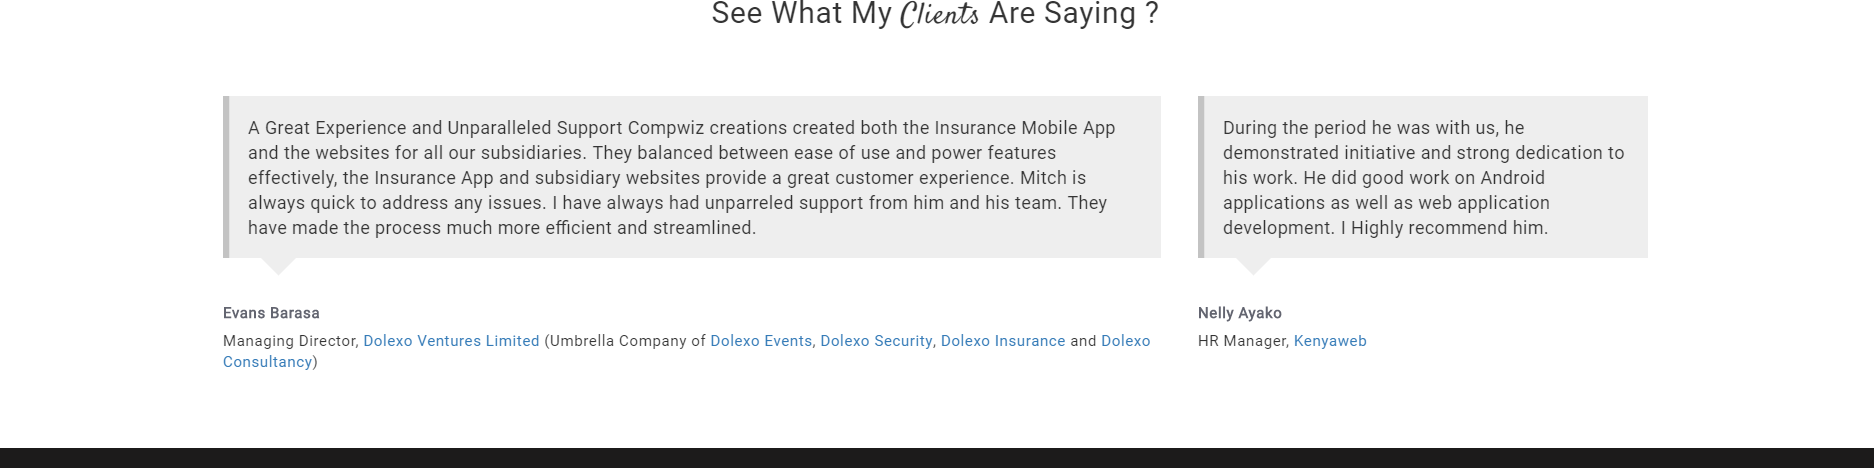 See What My Clients Are Saying ?
A Great Experience and Unparalleled Support Compwiz creations created both the Insurance Mobile App
and the websites for all our subsidiaries. They balanced between ease of use and power features
effectively, the Insurance App and subsidiary websites provide a great customer experience. Mitch is
always quick to address any issues. I have always had unparreled support from him and his team. They
have made the process much more efficient and streamlined.
Evans Barasa
Managing Director, Dolexo Ventures Limited (Umbrella Company of Dolexo Events, Dolexo Security, Dolexo Insurance and Dolexo
Consultancy)
During the period he was with us, he
demonstrated initiative and strong dedication to
his work. He did good work on Android
applications as well as web application
development. I Highly recommend him.
Nelly Ayako
HR Manager, Kenyaweb